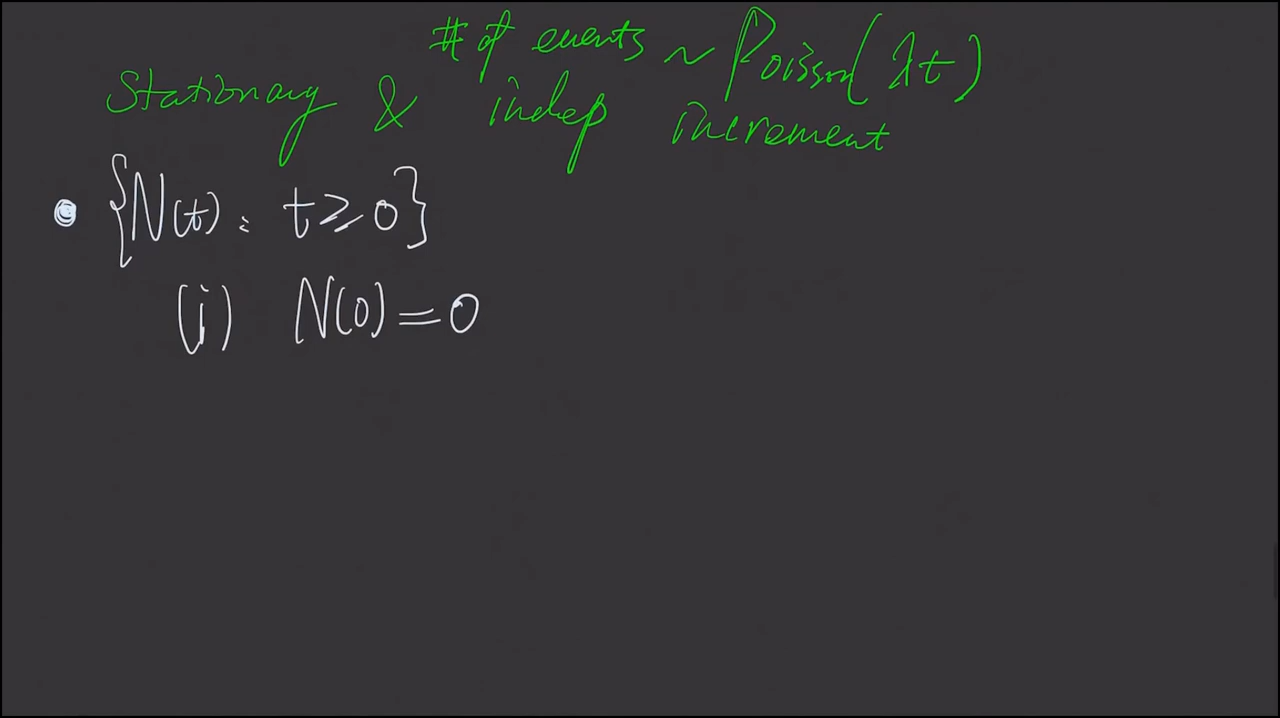 # of events ~ Poisson(λt)
Stationary & indep increment
{N(t): t≥0}
(i) N(0)=0